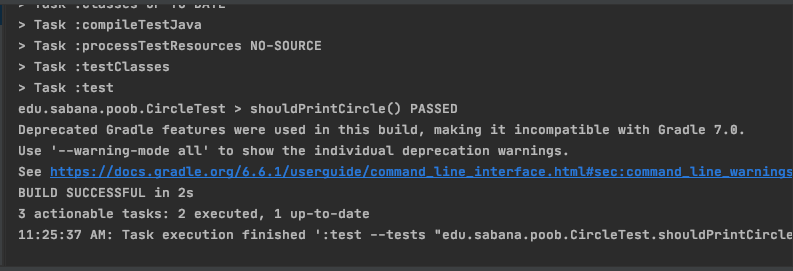 > Task :classes UP-TO-DATE
> Task :compileTestJava
> Task :processTestResources NO-SOURCE
> Task :testClasses
> Task :test
edu.sabana.poob.CircleTest > shouldPrintCircle() PASSED
Deprecated Gradle features were used in this build, making it incompatible with Gradle 7.0.
Use '--warning-mode all' to show the individual deprecation warnings.
See https://docs.gradle.org/6.6.1/userguide/command_line_interface.html#sec:command_line_warnings
BUILD SUCCESSFUL in 2s
3 actionable tasks: 2 executed, 1 up-to-date
11:25:37 AM: Task execution finished ':test --tests "edu.sabana.poob.CircleTest.shouldPrintCircle